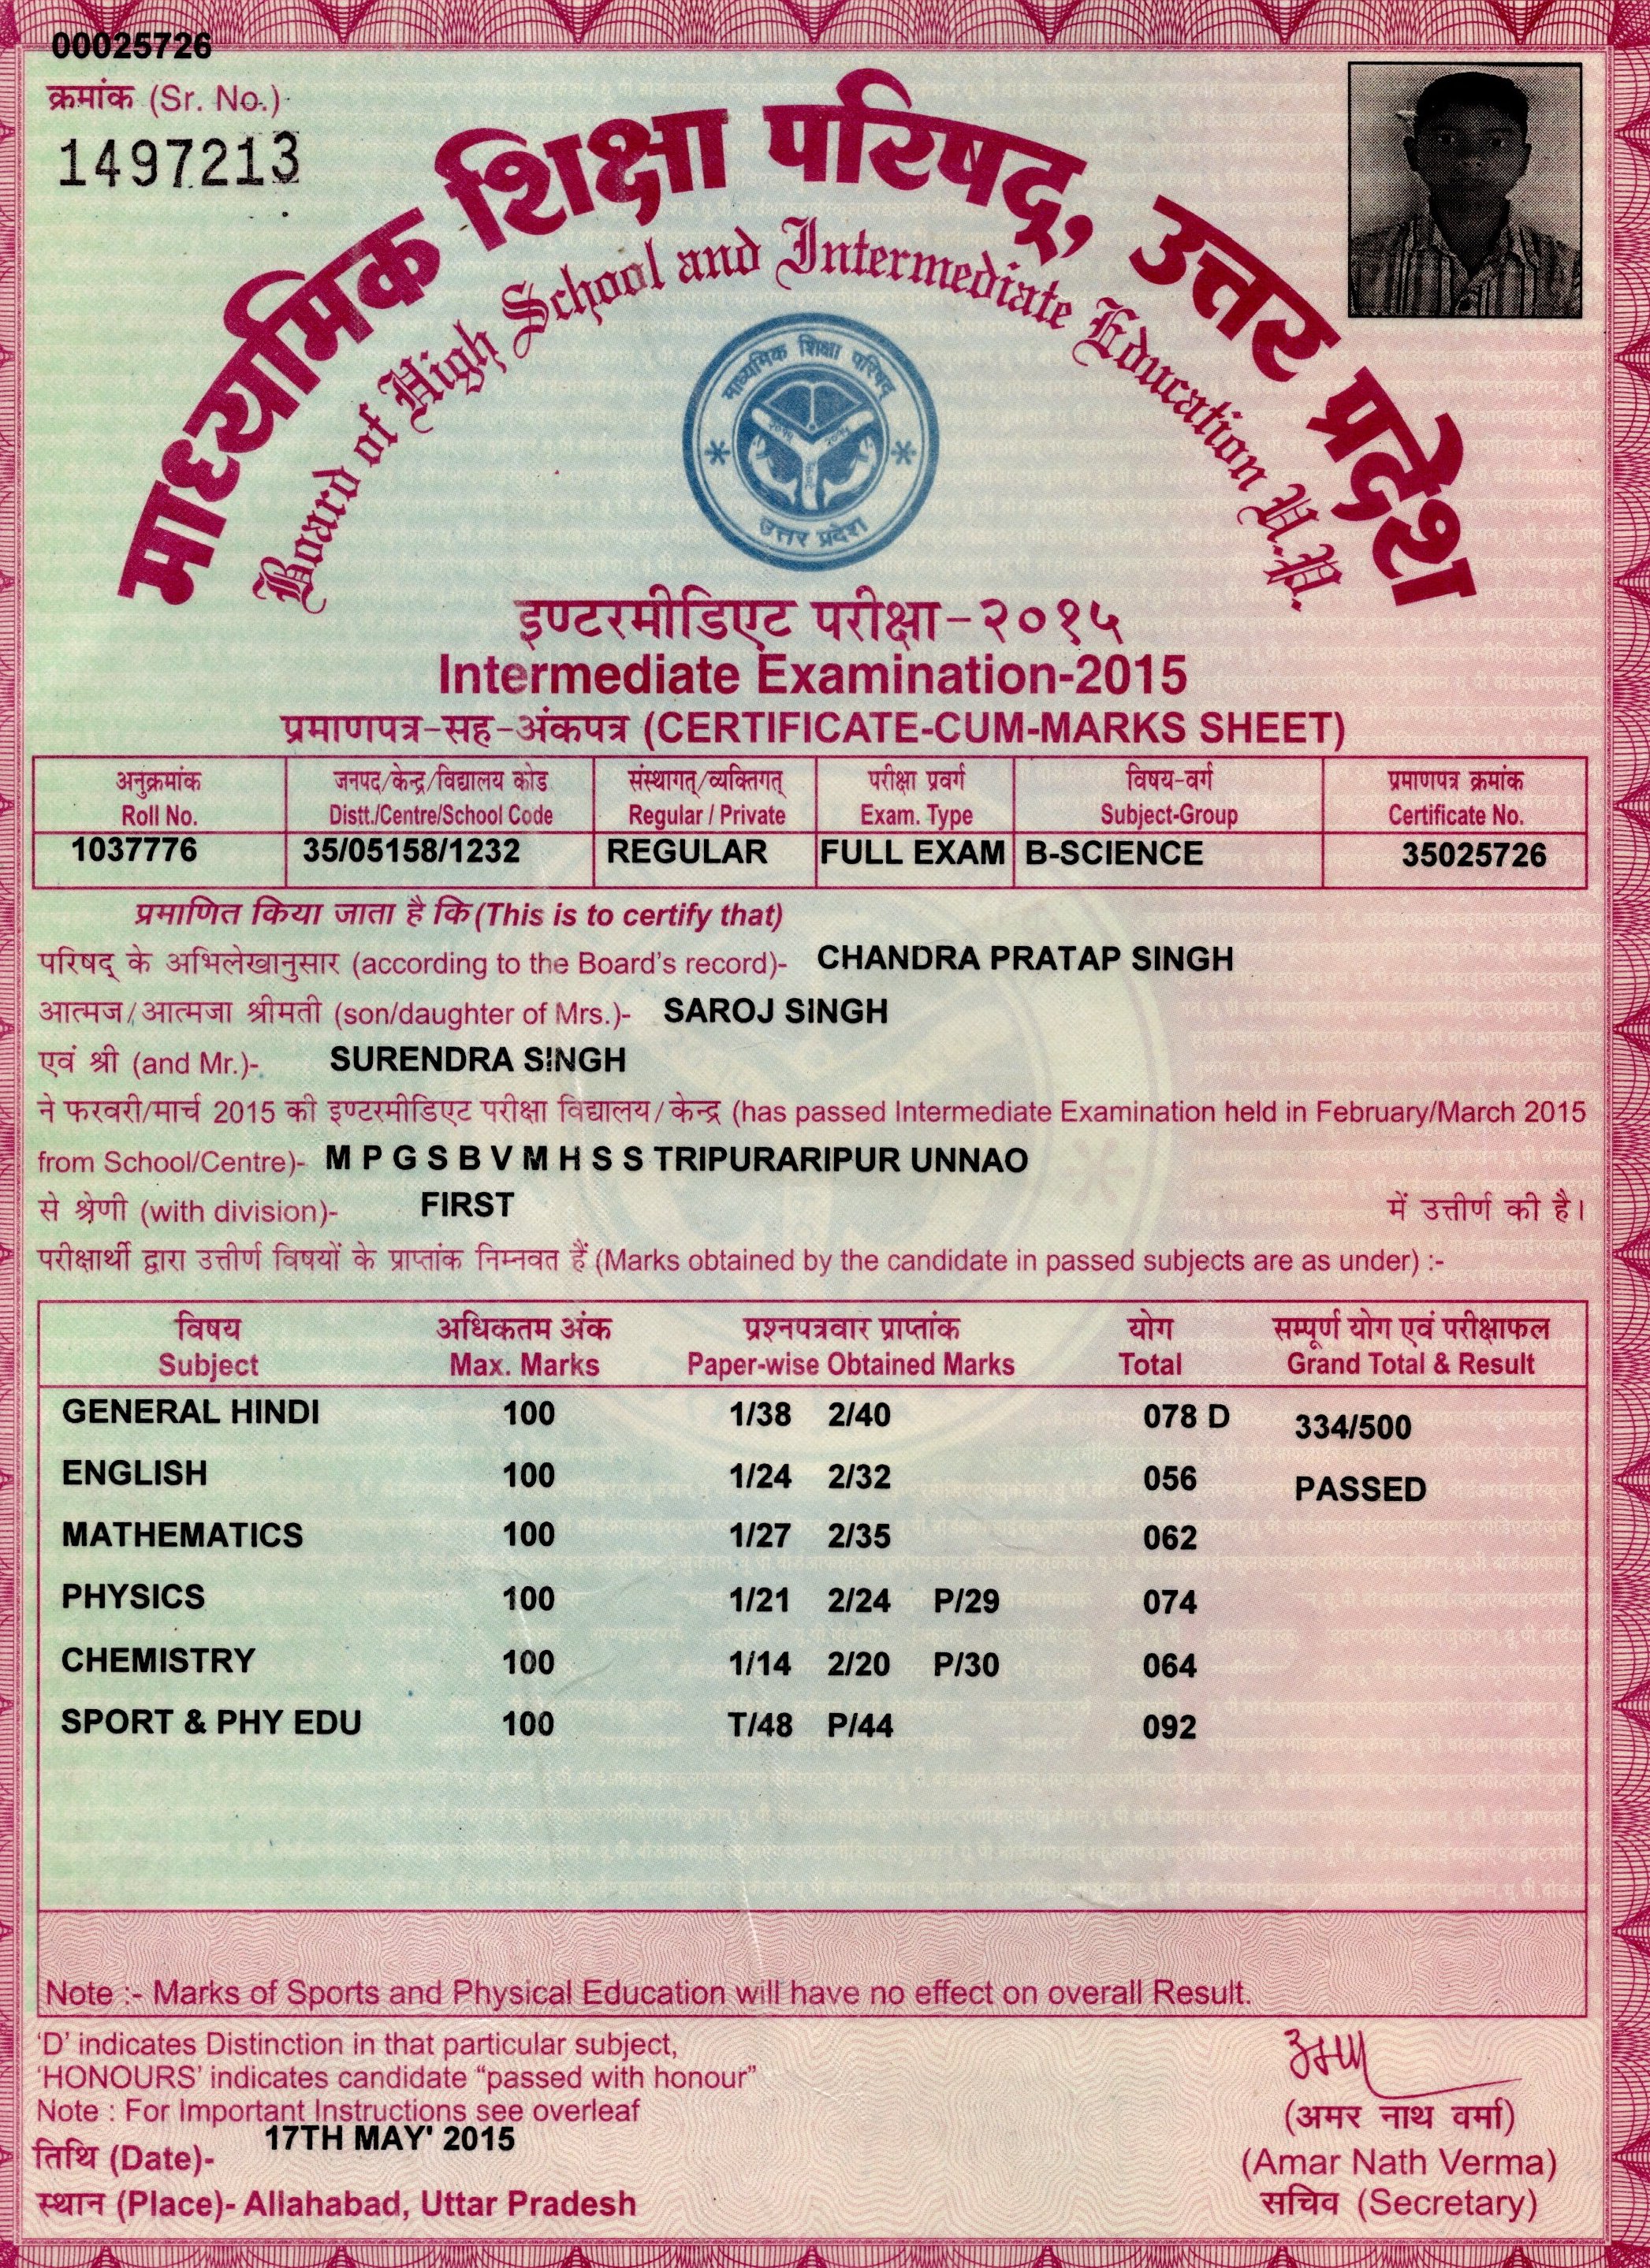 00025726
क्रमांक (Sr. No.)
1497213
माध्यमिक शिक्षा परिषद्, उत्तर प्रदेश
Board of High School and Intermediate Education U.P.
माध्यमिक शिक्षा परिषद
उत्तर प्रदेश
इण्टरमीडिएट परीक्षा-२०१५
Intermediate Examination-2015
प्रमाणपत्र-सह-अंकपत्र (CERTIFICATE-CUM-MARKS SHEET)
अनुक्रमांक जनपद/केन्द्र/विद्यालय कोड संस्थागत्/व्यक्तिगत् परीक्षा प्रवर्ग विषय-वर्ग प्रमाणपत्र क्रमांक
Roll No. Distt./Centre/School Code Regular / Private Exam. Type Subject-Group Certificate No.
1037776 35/05158/1232 REGULAR FULL EXAM B-SCIENCE 35025726
प्रमाणित किया जाता है कि (This is to certify that)
परिषद् के अभिलेखानुसार (according to the Board's record)- CHANDRA PRATAP SINGH
आत्मज/आत्मजा श्रीमती (son/daughter of Mrs.)- SAROJ SINGH
एवं श्री (and Mr.)- SURENDRA SINGH
ने फरवरी/मार्च 2015 की इण्टरमीडिएट परीक्षा विद्यालय/केन्द्र (has passed Intermediate Examination held in February/March 2015
from School/Centre)- M P G S B V M H S S TRIPURARIPUR UNNAO
से श्रेणी (with division)- FIRST में उत्तीर्ण की है।
परीक्षार्थी द्वारा उत्तीर्ण विषयों के प्राप्तांक निम्नवत हैं (Marks obtained by the candidate in passed subjects are as under) :-
विषय अधिकतम अंक प्रश्नपत्रवार प्राप्तांक योग सम्पूर्ण योग एवं परीक्षाफल
Subject Max. Marks Paper-wise Obtained Marks Total Grand Total & Result
GENERAL HINDI 100 1/38 2/40 078 D 334/500
ENGLISH 100 1/24 2/32 056 PASSED
MATHEMATICS 100 1/27 2/35 062
PHYSICS 100 1/21 2/24 P/29 074
CHEMISTRY 100 1/14 2/20 P/30 064
SPORT & PHY EDU 100 T/48 P/44 092
Note :- Marks of Sports and Physical Education will have no effect on overall Result.
'D' indicates Distinction in that particular subject,
'HONOURS' indicates candidate "passed with honour"
Note : For Important Instructions see overleaf
तिथि (Date)- 17TH MAY' 2015
स्थान (Place)- Allahabad, Uttar Pradesh
(अमर नाथ वर्मा)
(Amar Nath Verma)
सचिव (Secretary)